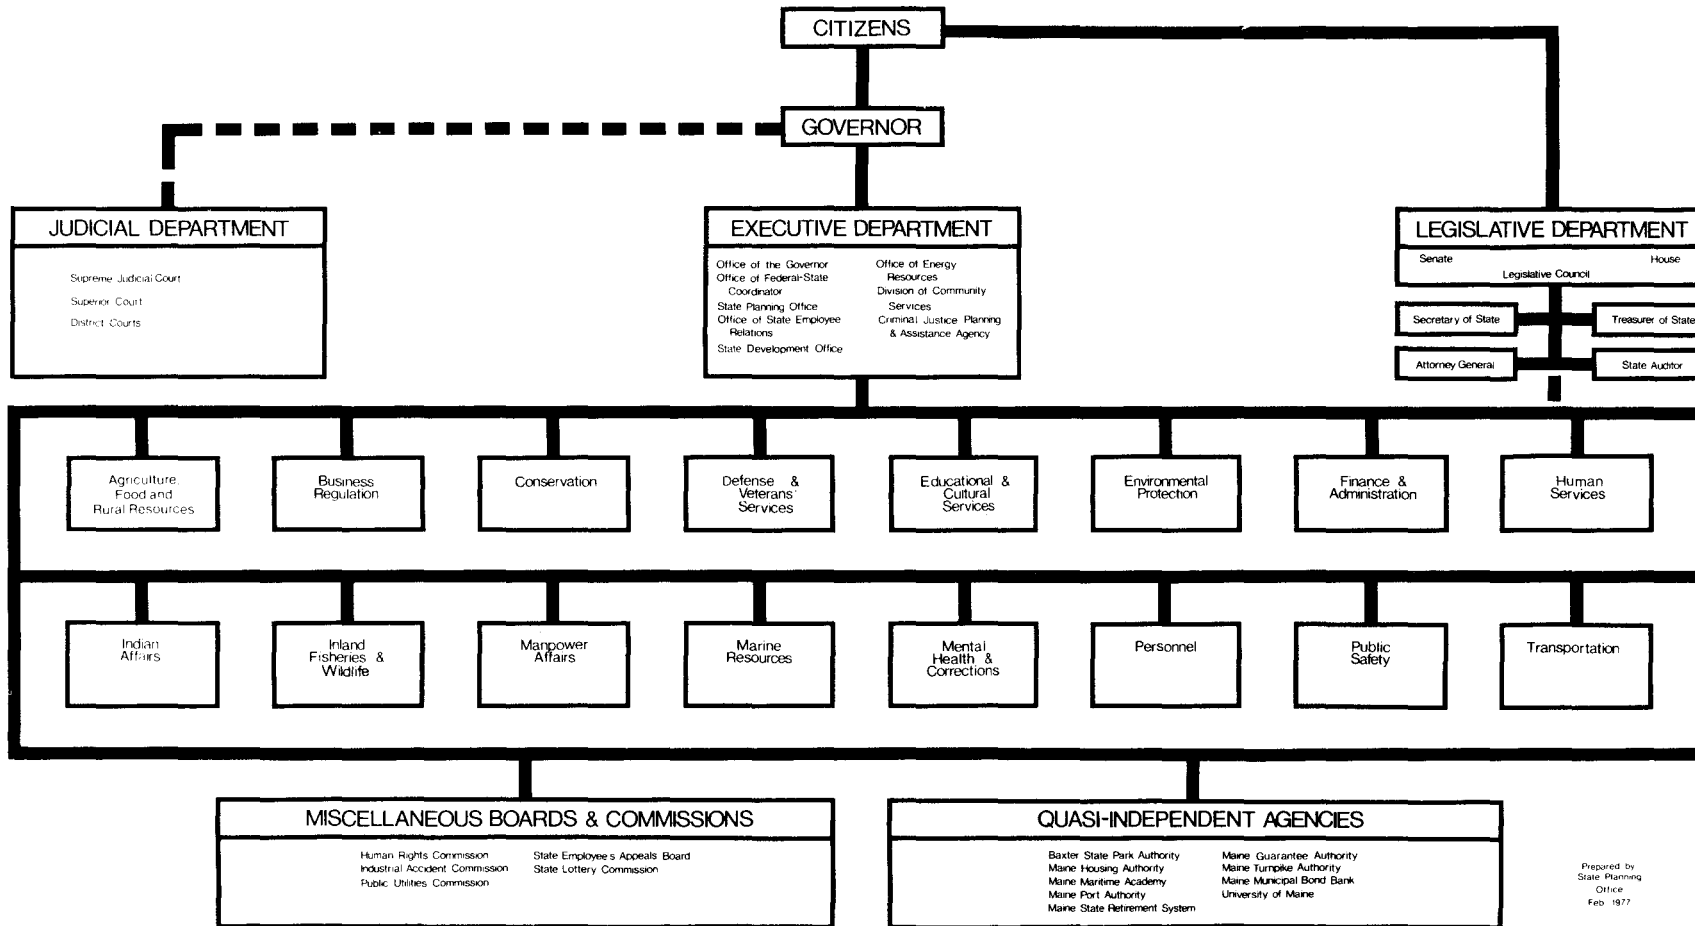 CITIZENS
GOVERNOR
JUDICIAL DEPARTMENT
Supreme Judicial Court
Superior Court
District Courts
EXECUTIVE DEPARTMENT
Office of the Governor
Office of Federal-State
Coordinator
State Planning Office
Office of State Employee
Relations
State Development Office
Office of Energy
Resources
Division of Community
Services
Criminal Justice Planning
& Assistance Agency
LEGISLATIVE DEPARTMENT
Senate House
Legislative Council
Secretary of State
Treasurer of State
Attorney General
State Auditor
Agriculture,
Food and
Rural Resources
Business
Regulation
Conservation
Defense &
Veterans'
Services
Educational &
Cultural
Services
Environmental
Protection
Finance &
Administration
Human
Services
Indian
Affairs
Inland
Fisheries &
Wildlife
Manpower
Affairs
Marine
Resources
Mental
Health &
Corrections
Personnel
Public
Safety
Transportation
MISCELLANEOUS BOARDS & COMMISSIONS
Human Rights Commission
Industrial Accident Commission
Public Utilities Commission
State Employee's Appeals Board
State Lottery Commission
QUASI-INDEPENDENT AGENCIES
Baxter State Park Authority
Maine Housing Authority
Maine Maritime Academy
Maine Port Authority
Maine State Retirement System
Maine Guarantee Authority
Maine Turnpike Authority
Maine Municipal Bond Bank
University of Maine
Prepared by
State Planning
Office
Feb 1977